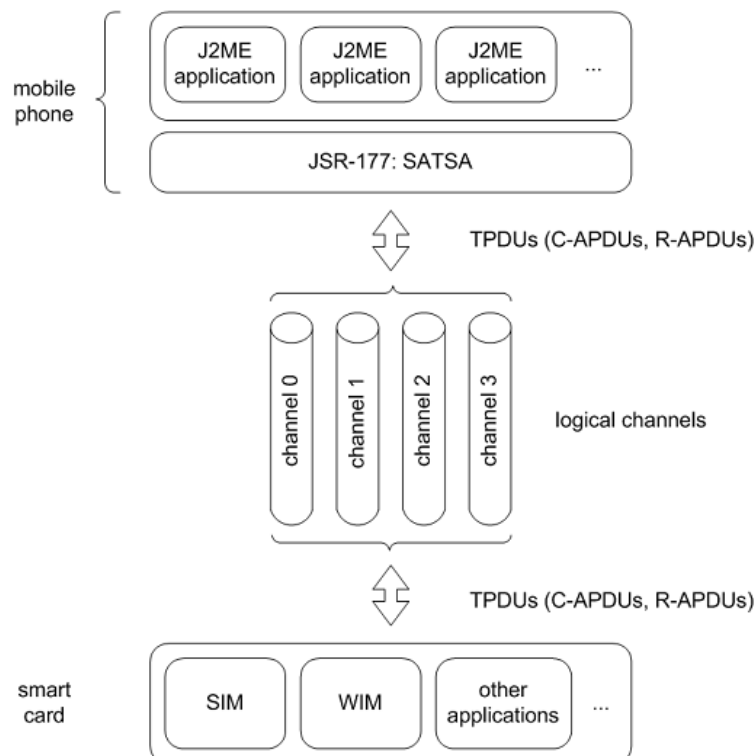 J2ME application
J2ME application
J2ME application
...
mobile phone
JSR-177: SATSA
TPDUs (C-APDUs, R-APDUs)
channel 0
channel 1
channel 2
channel 3
logical channels
TPDUs (C-APDUs, R-APDUs)
smart card
SIM
WIM
other applications
...